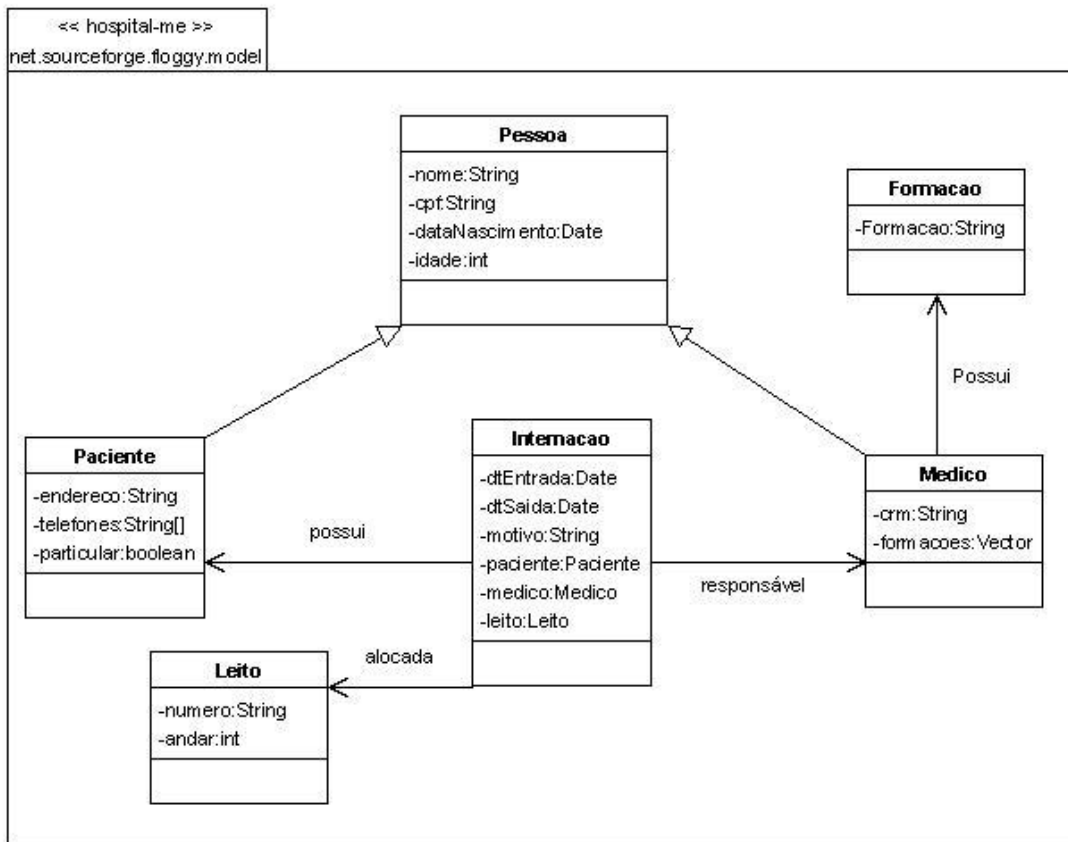 << hospital-me >>
net.sourceforge.floggy.model
Pessoa
-nome:String
-cpf:String
-dataNascimento:Date
-idade:int
Formacao
-Formacao:String
Possui
Paciente
-endereco:String
-telefones:String[]
-particular:boolean
possui
Internacao
-dtEntrada:Date
-dtSaida:Date
-motivo:String
-paciente:Paciente
-medico:Medico
-leito:Leito
responsável
Medico
-crm:String
-formacoes:Vector
alocada
Leito
-numero:String
-andar:int